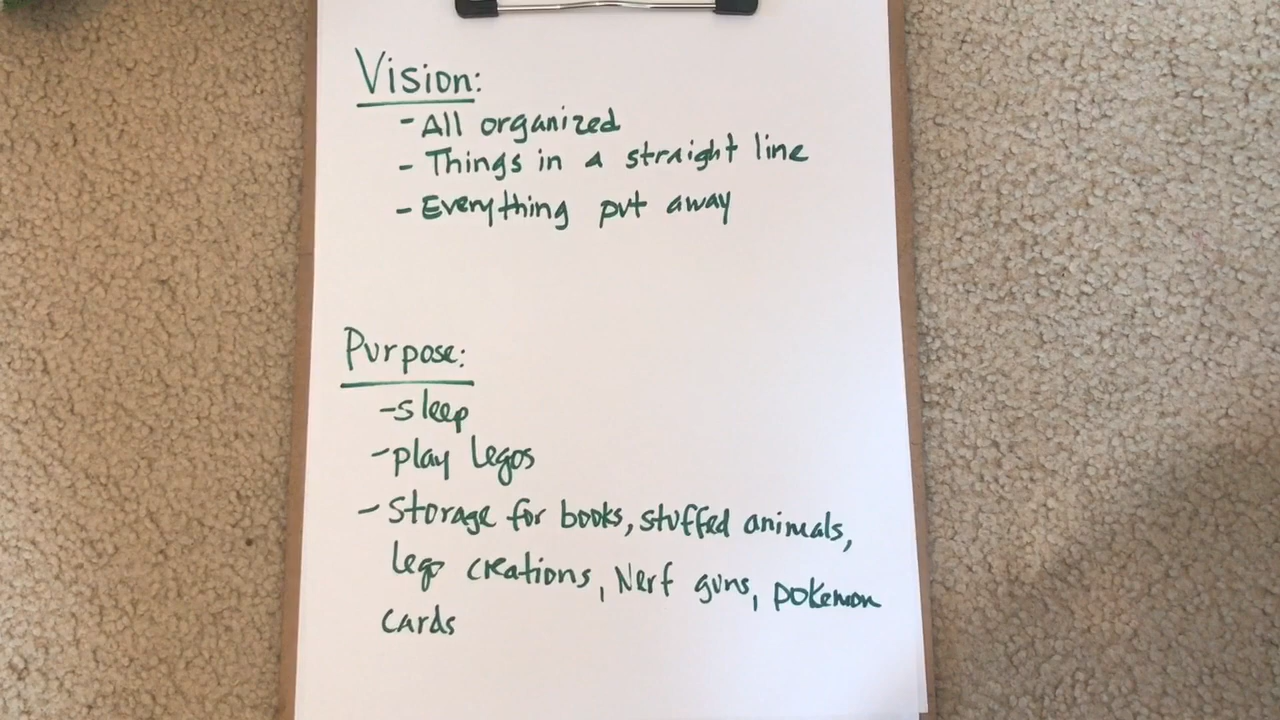 Vision:
- All organized
- Things in a straight line
- Everything put away
Purpose:
- sleep
- play Legos
- Storage for books, stuffed animals,
lego creations, Nerf guns, pokemon
cards